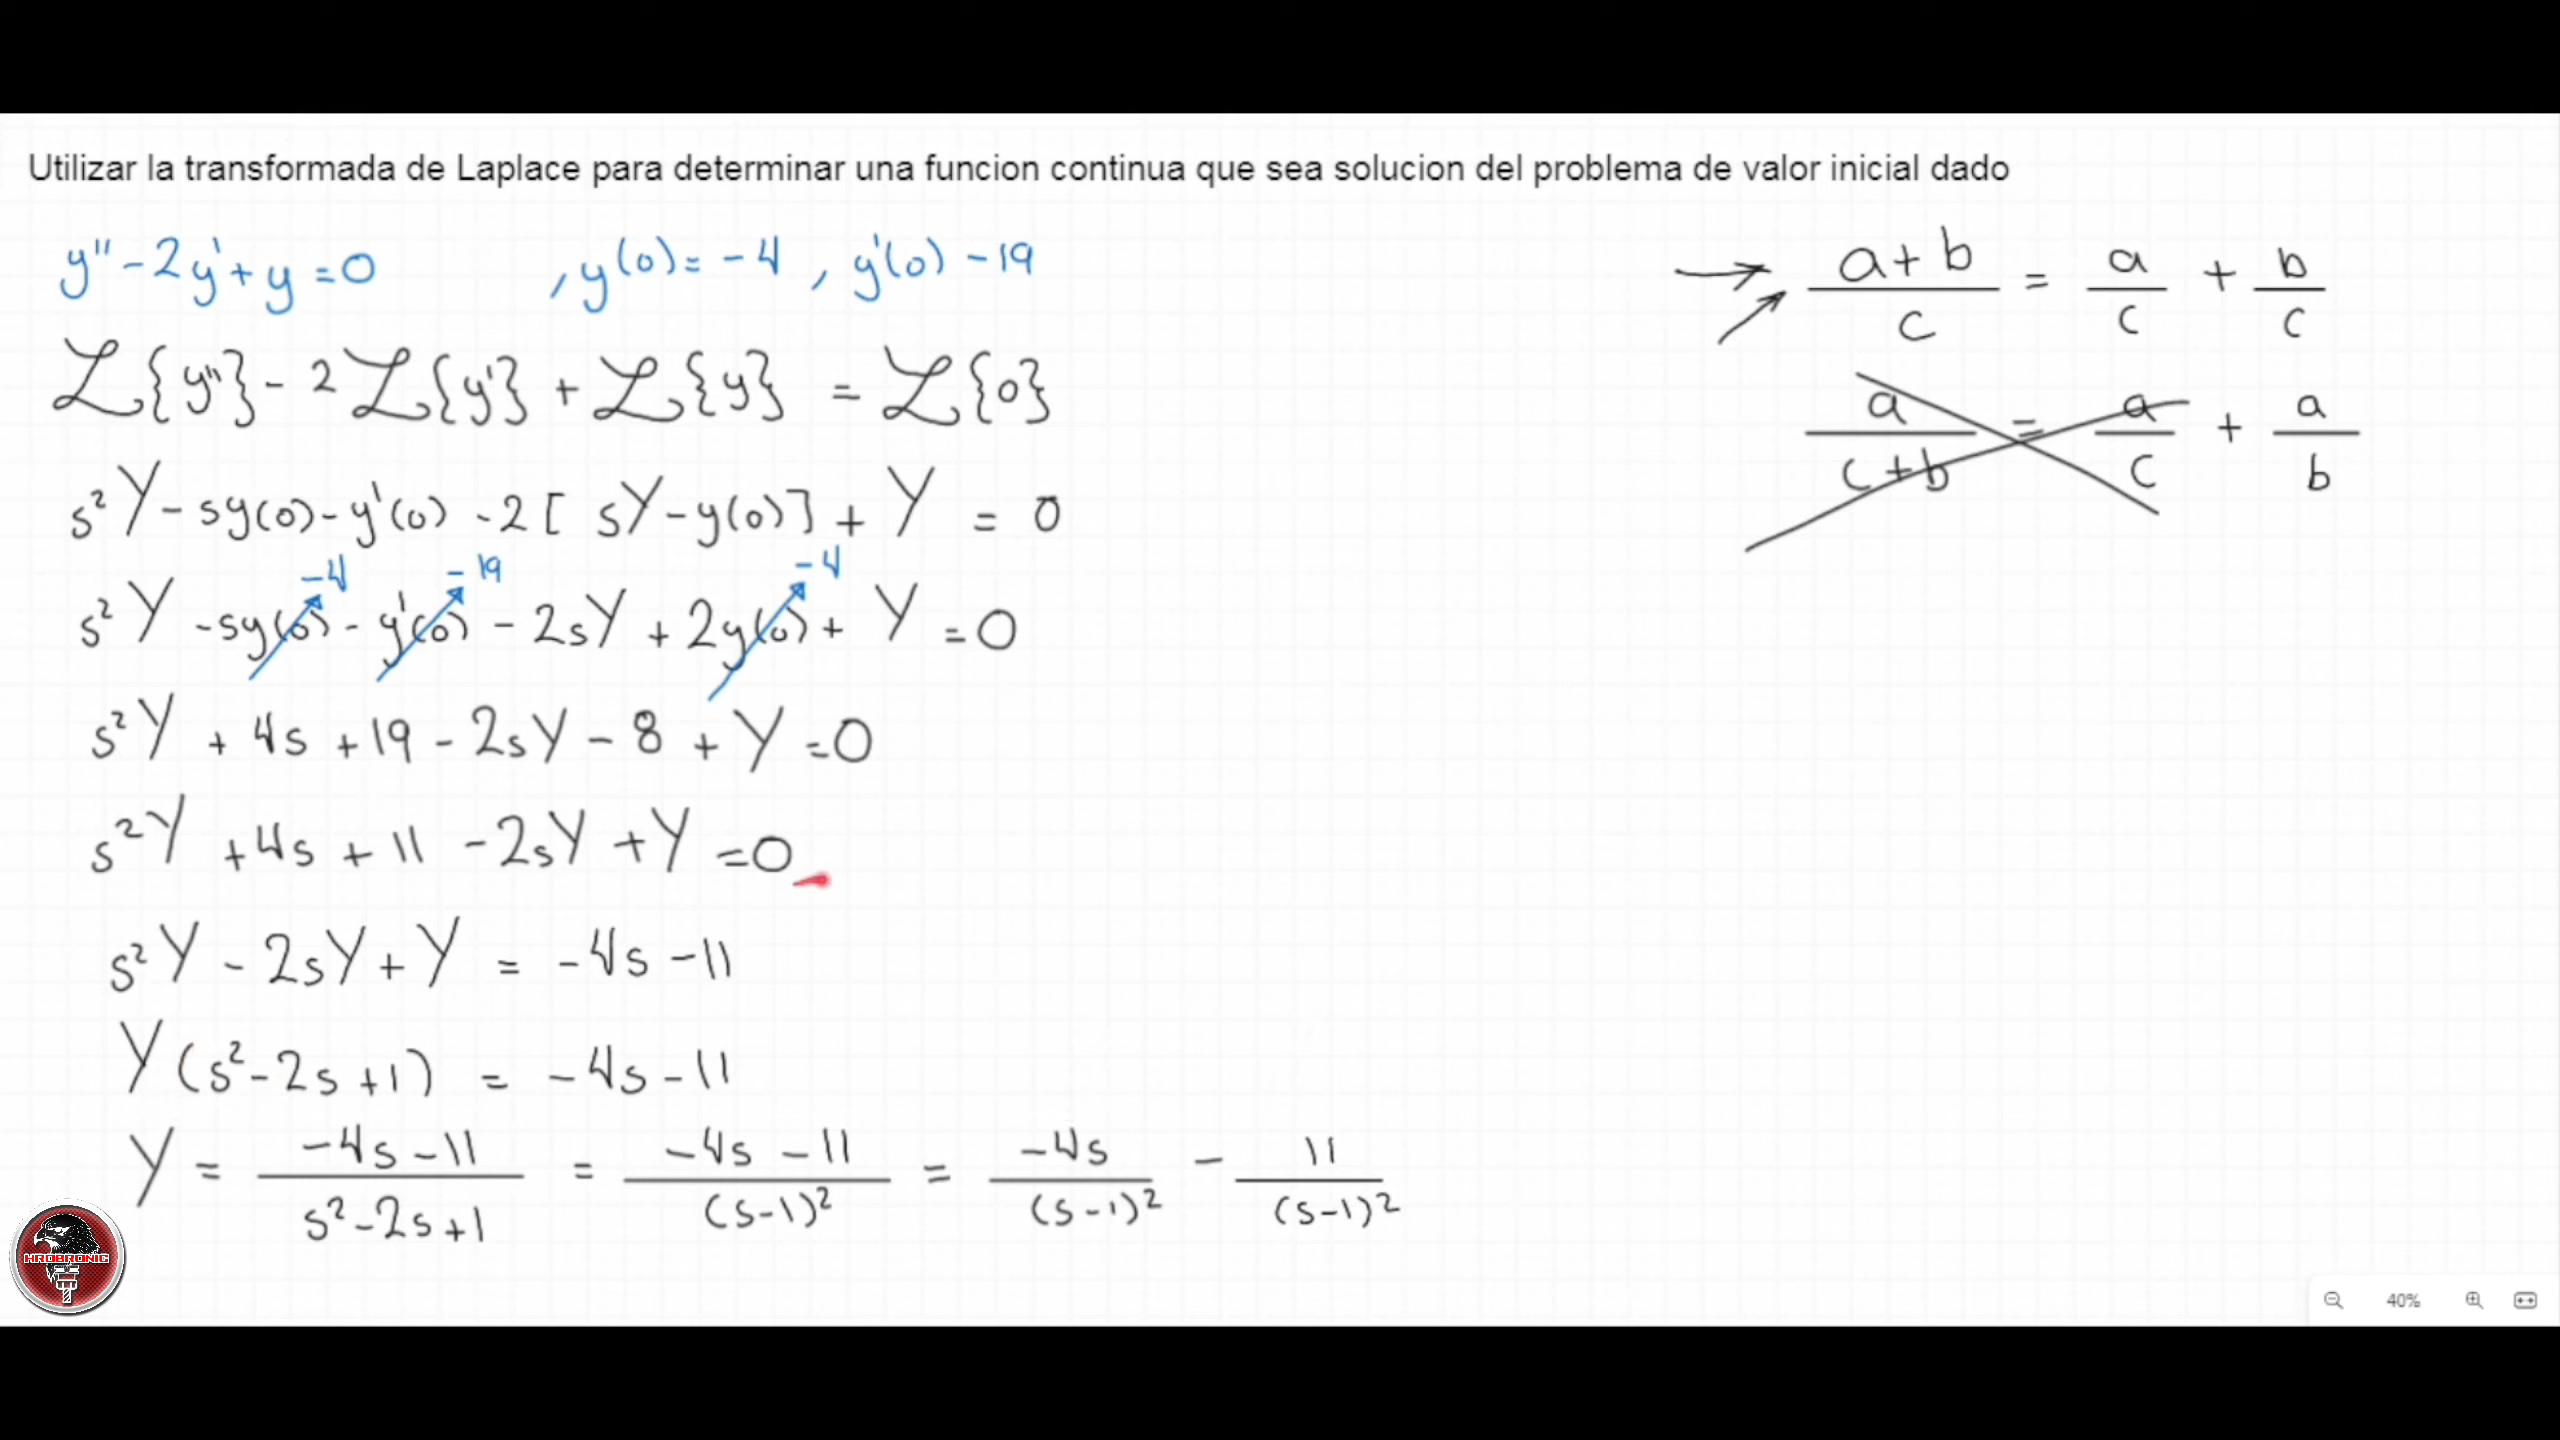 Utilizar la transformada de Laplace para determinar una funcion continua que sea solucion del problema de valor inicial dado
y'' - 2y' + y = 0 , y(0) = -4 , y'(0) -19
ℒ{y''} - 2ℒ{y'} + ℒ{y} = ℒ{0}
s²Y - sy(0) - y'(0) - 2[ sY - y(0)] + Y = 0
-4 -19 -4
s²Y - sy(0) - y'(0) - 2sY + 2y(0) + Y = 0
s²Y + 4s + 19 - 2sY - 8 + Y = 0
s²Y + 4s + 11 - 2sY + Y = 0
s²Y - 2sY + Y = -4s - 11
Y(s² - 2s + 1) = -4s - 11
Y = (-4s - 11)/(s² - 2s + 1) = (-4s - 11)/((s-1)²) = (-4s)/((s-1)²) - 11/((s-1)²)
→ (a + b)/c = a/c + b/c
a/(c + b) = a/c + a/b
HROBRONIC
40%